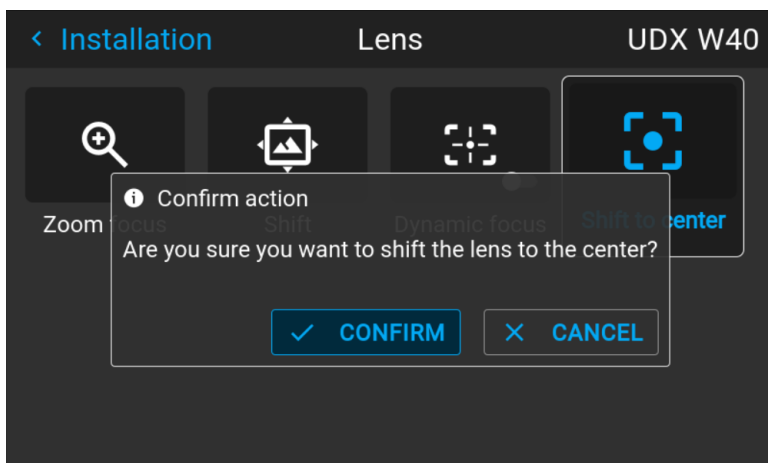 Installation Lens UDX W40
Confirm action
Zoom focus Shift Dynamic focus Shift to center
Are you sure you want to shift the lens to the center?
CONFIRM CANCEL